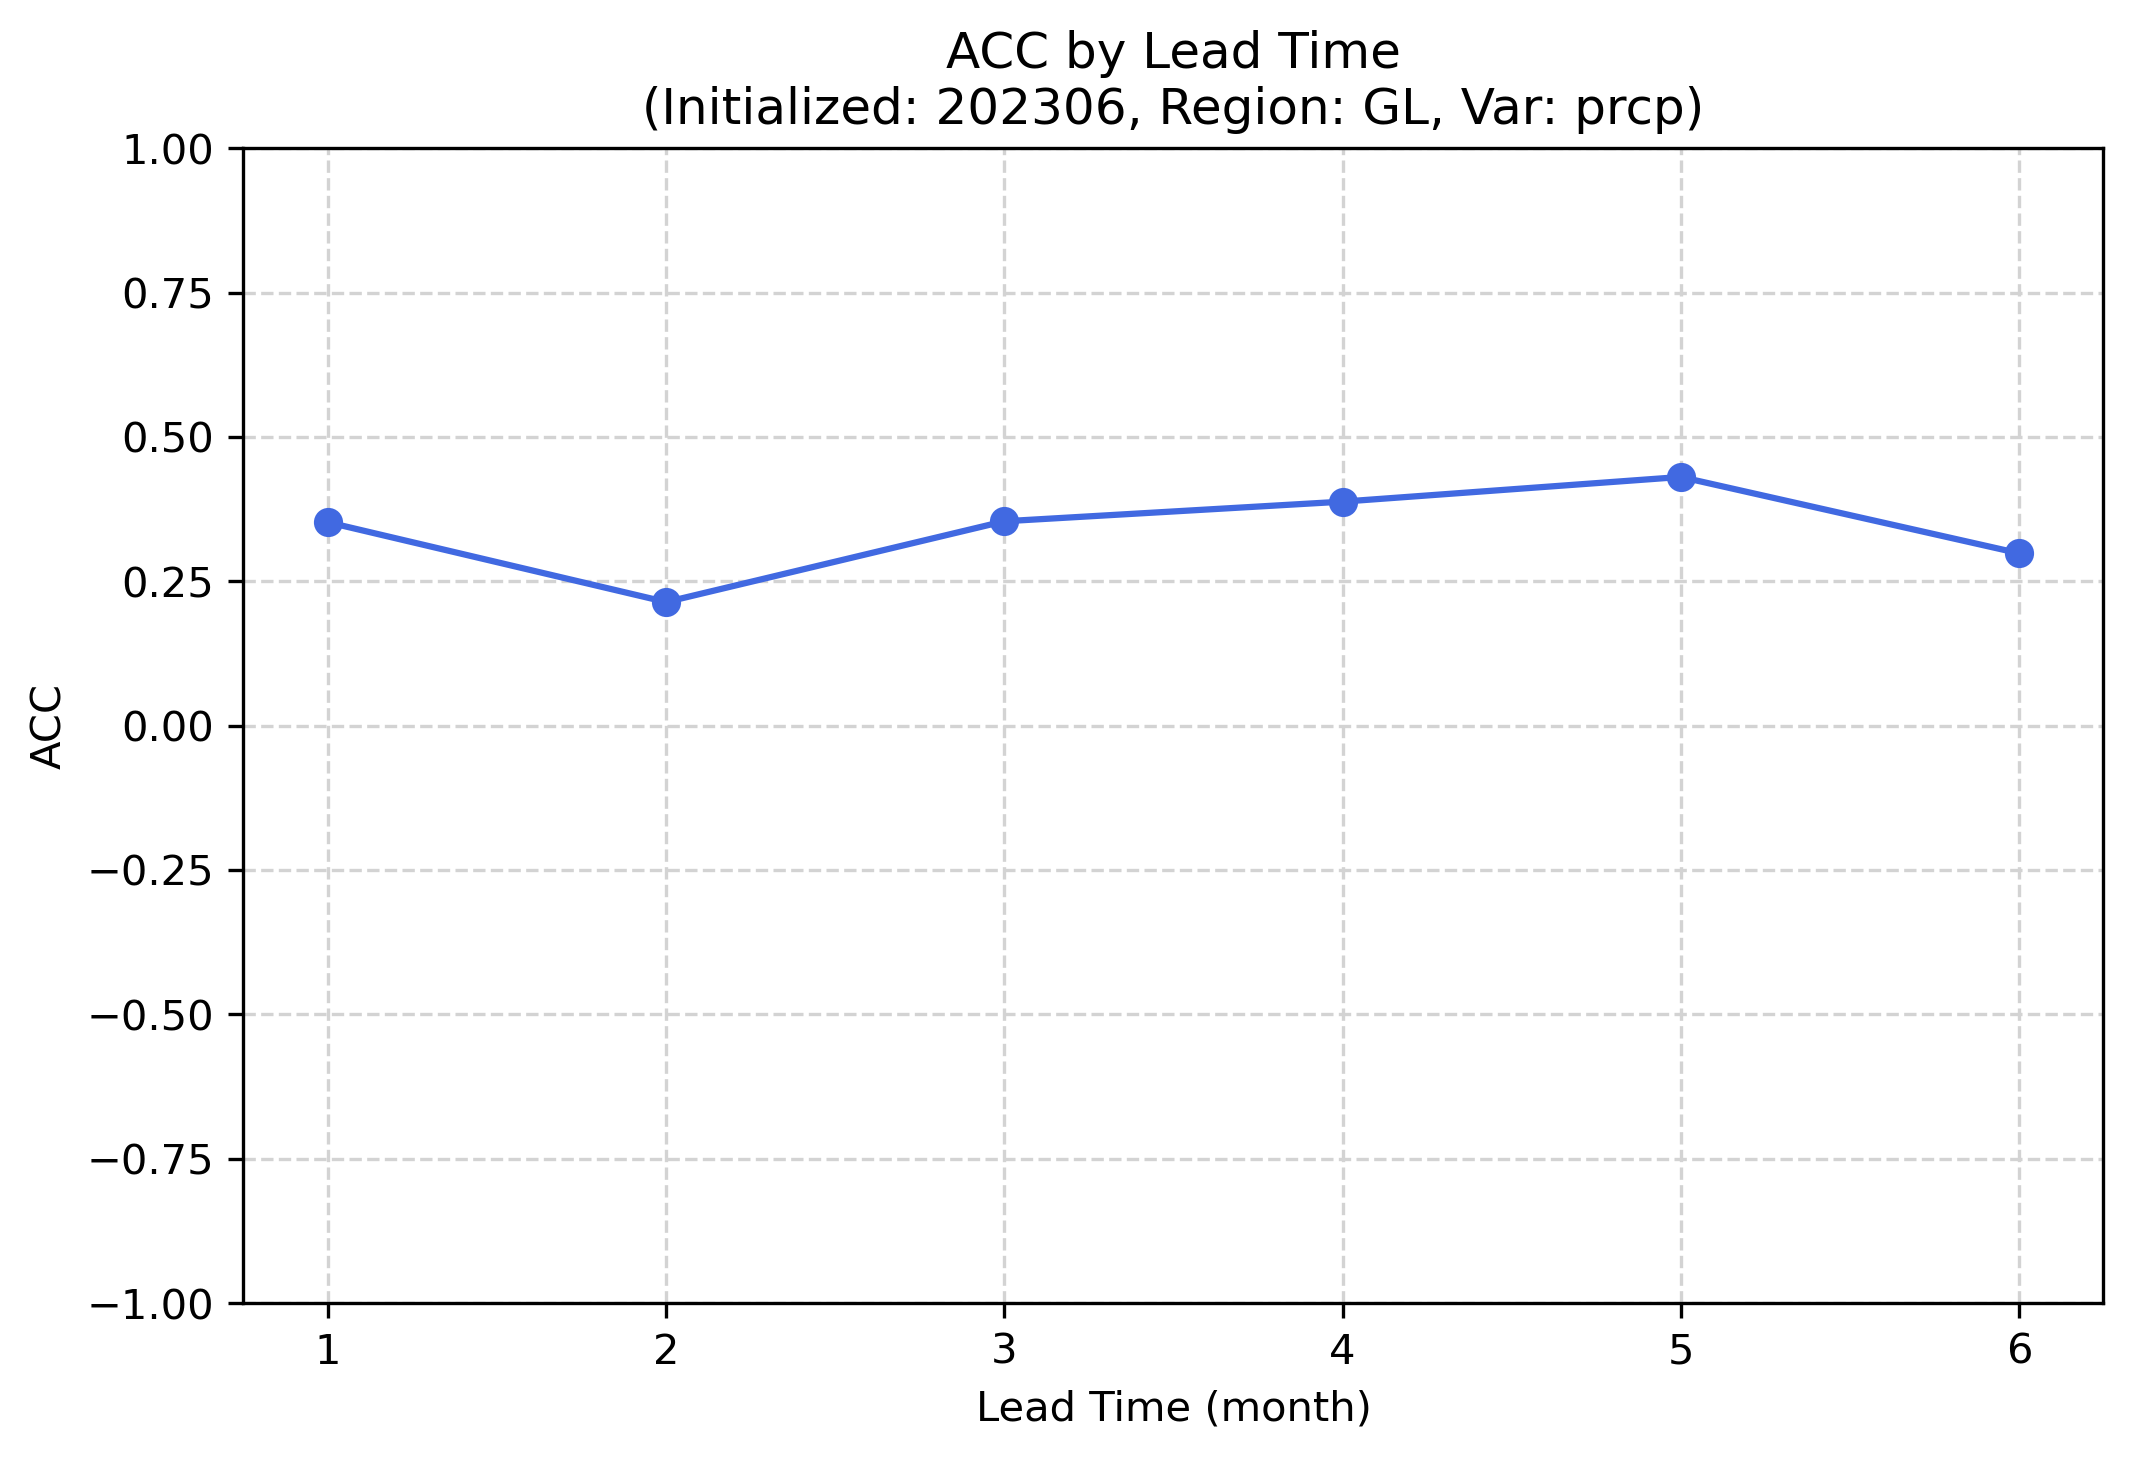 ACC by Lead Time
(Initialized: 202306, Region: GL, Var: prcp)
1.00
0.75
0.50
0.25
0.00
−0.25
−0.50
−0.75
−1.00
ACC
1 2 3 4 5 6
Lead Time (month)